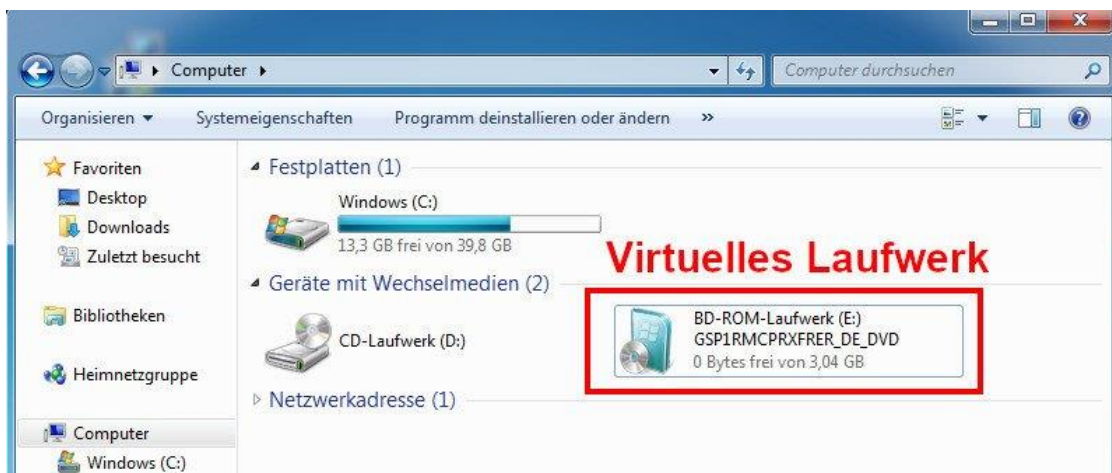 Computer
Computer durchsuchen
Organisieren
Systemeigenschaften
Programm deinstallieren oder ändern
»
Favoriten
Desktop
Downloads
Zuletzt besucht
Bibliotheken
Heimnetzgruppe
Computer
Windows (C:)
Festplatten (1)
Windows (C:)
13,3 GB frei von 39,8 GB
Virtuelles Laufwerk
Geräte mit Wechselmedien (2)
CD-Laufwerk (D:)
BD-ROM-Laufwerk (E:)
GSP1RMCPRXFRER_DE_DVD
0 Bytes frei von 3,04 GB
Netzwerkadresse (1)